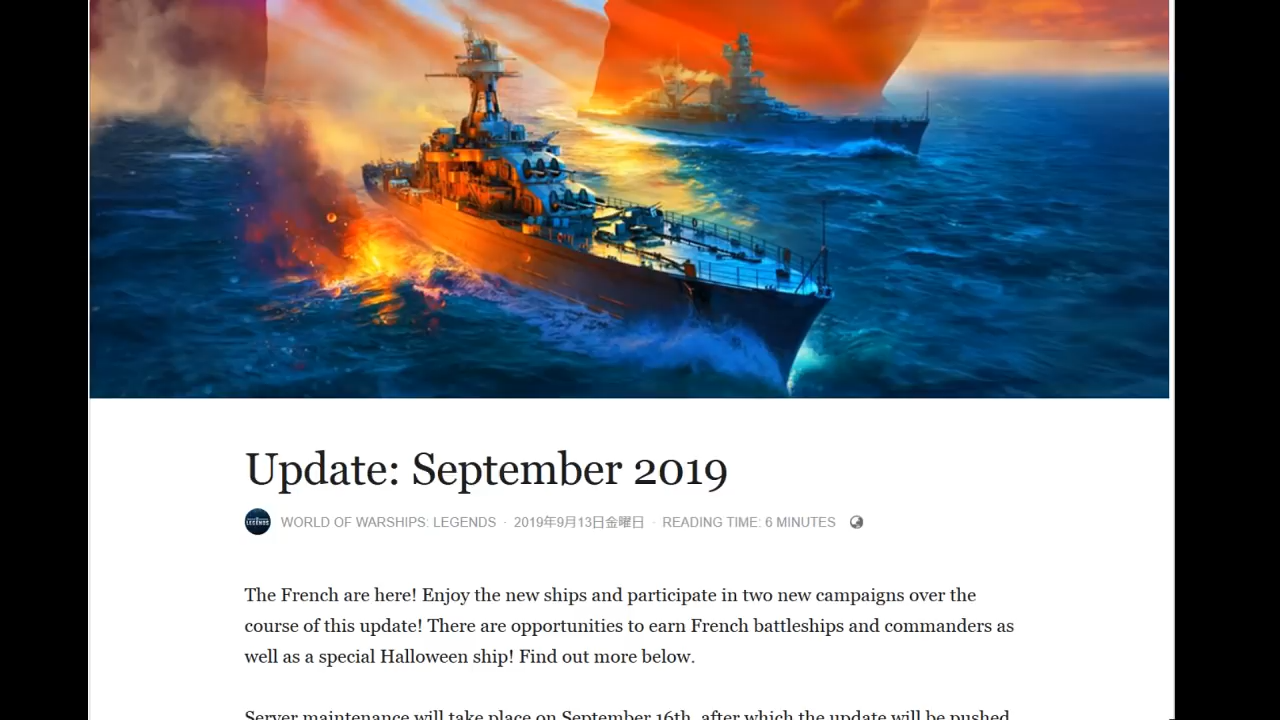 Update: September 2019
LEGENDS
WORLD OF WARSHIPS: LEGENDS · 2019年9月13日金曜日 · READING TIME: 6 MINUTES
The French are here! Enjoy the new ships and participate in two new campaigns over the
course of this update! There are opportunities to earn French battleships and commanders as
well as a special Halloween ship! Find out more below.
Server maintenance will take place on September 16th, after which the update will be pushed